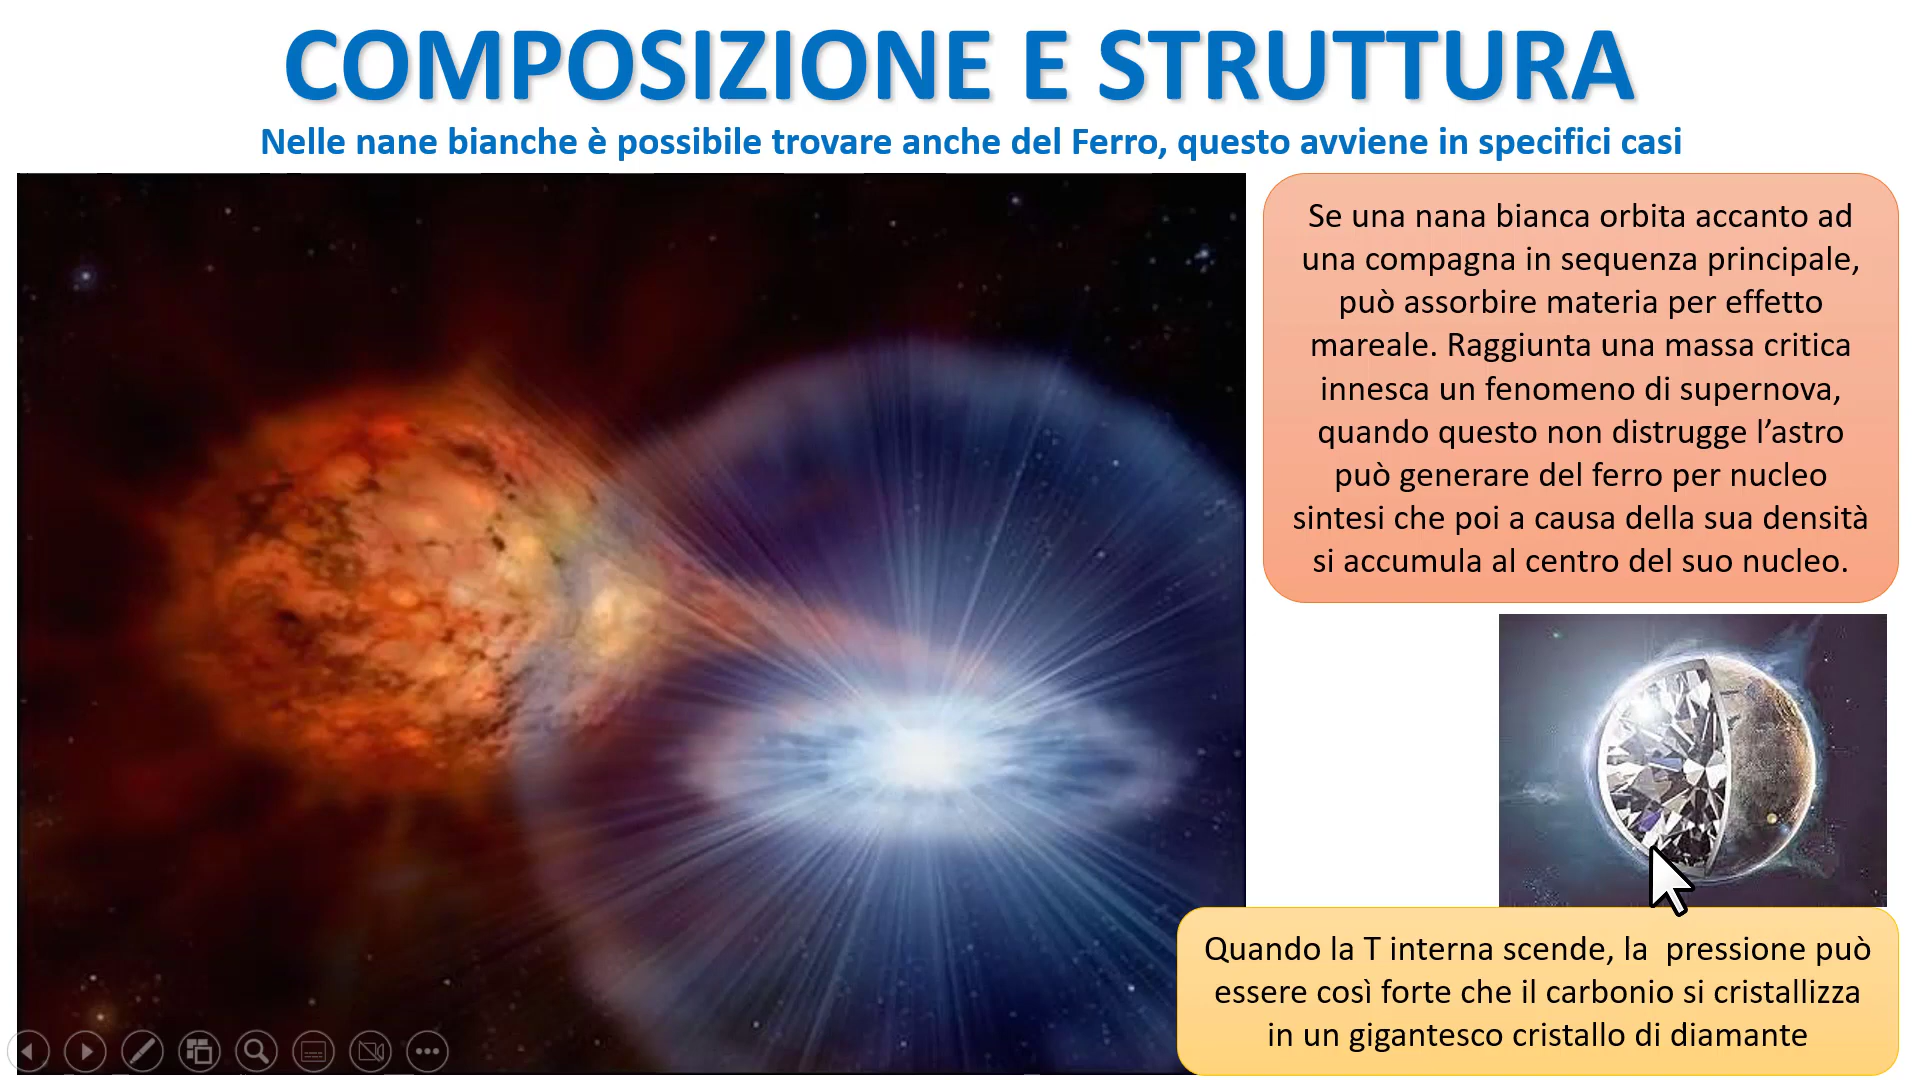 COMPOSIZIONE E STRUTTURA
Nelle nane bianche è possibile trovare anche del Ferro, questo avviene in specifici casi
Se una nana bianca orbita accanto ad
una compagna in sequenza principale,
può assorbire materia per effetto
mareale. Raggiunta una massa critica
innesca un fenomeno di supernova,
quando questo non distrugge l’astro
può generare del ferro per nucleo
sintesi che poi a causa della sua densità
si accumula al centro del suo nucleo.
Quando la T interna scende, la  pressione può
essere così forte che il carbonio si cristallizza
in un gigantesco cristallo di diamante